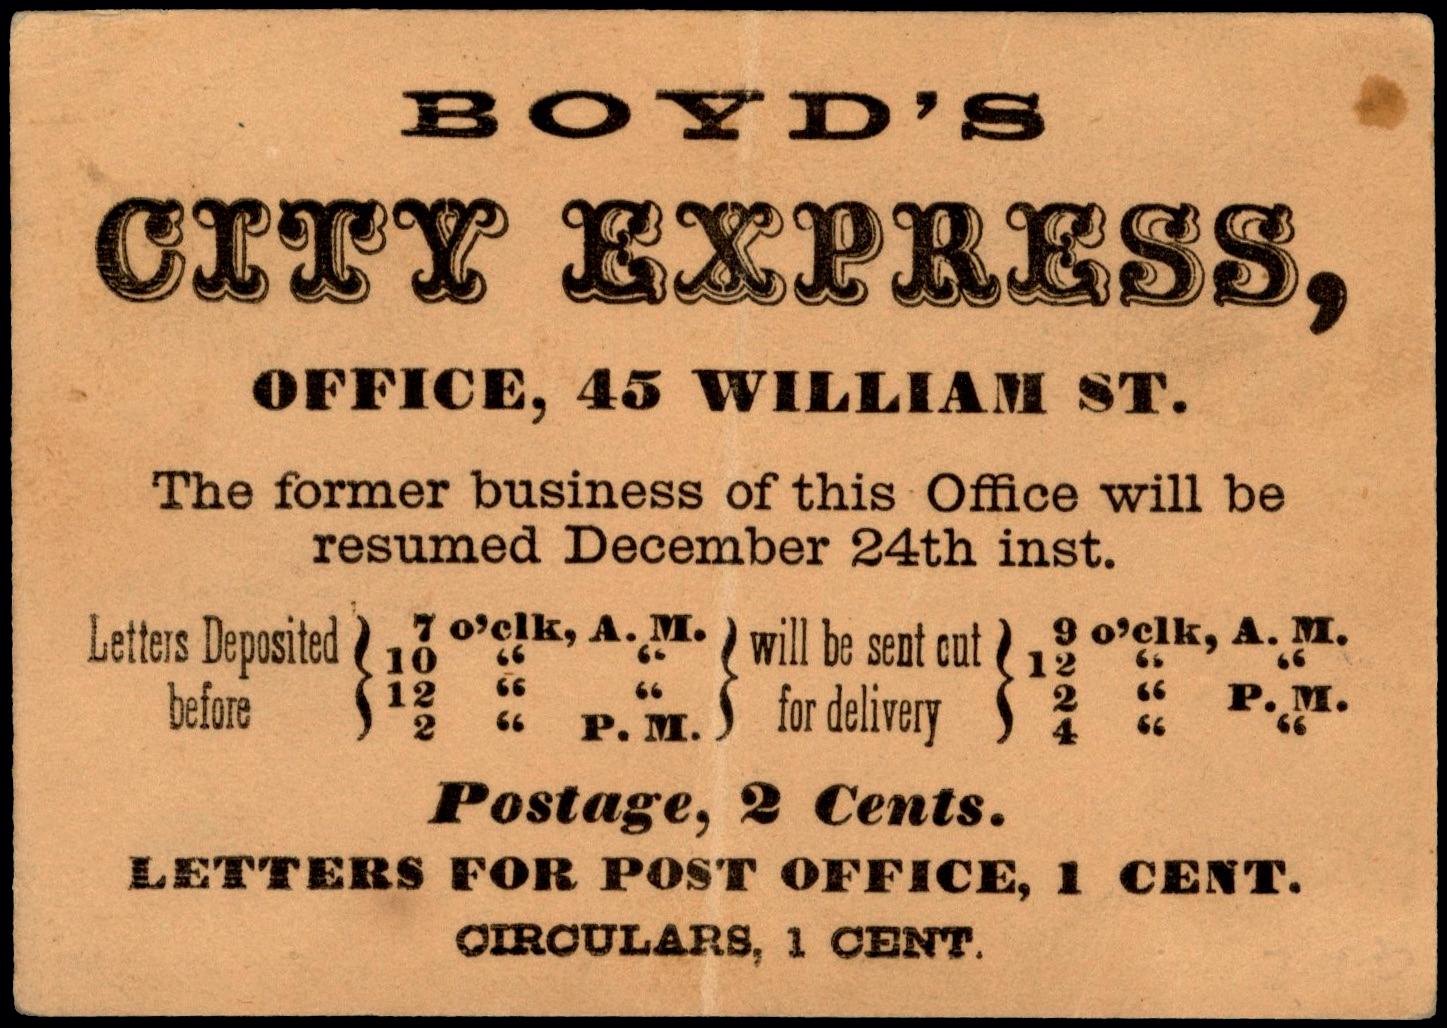 BOYD'S
CITY EXPRESS,
OFFICE, 45 WILLIAM ST.
The former business of this Office will be
resumed December 24th inst.
Letters Deposited before } 7 o'clk, A. M. } will be sent out for delivery } 9 o'clk, A. M.
10 “ “ 12 “ “
12 “ “ 2 “ P. M.
2 “ P. M. 4 “ “
Postage, 2 Cents.
LETTERS FOR POST OFFICE, 1 CENT.
CIRCULARS, 1 CENT.